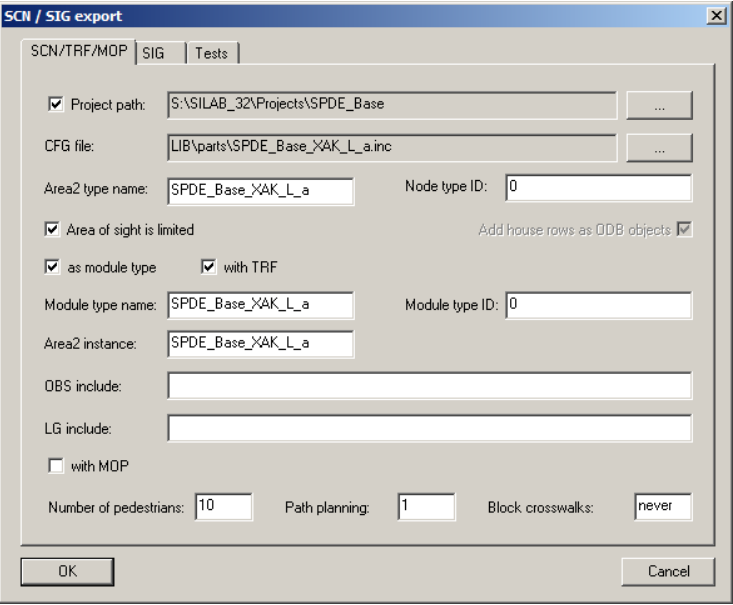 SCN / SIG export
SCN/TRF/MOP SIG Tests
Project path: S:\SILAB_32\Projects\SPDE_Base ...
CFG file: LIB\parts\SPDE_Base_XAK_L_a.inc ...
Area2 type name: SPDE_Base_XAK_L_a Node type ID: 0
Area of sight is limited Add house rows as ODB objects
as module type with TRF
Module type name: SPDE_Base_XAK_L_a Module type ID: 0
Area2 instance: SPDE_Base_XAK_L_a
OBS include:
LG include:
with MOP
Number of pedestrians: 10 Path planning: 1 Block crosswalks: never
OK Cancel